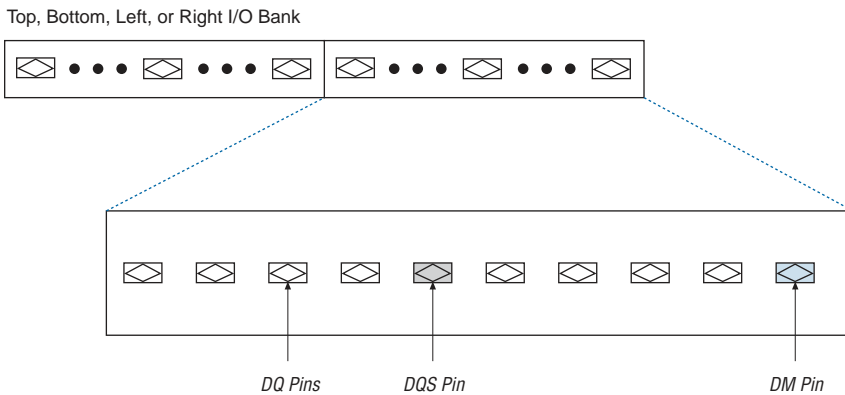 Top, Bottom, Left, or Right I/O Bank
DQ Pins
DQS Pin
DM Pin